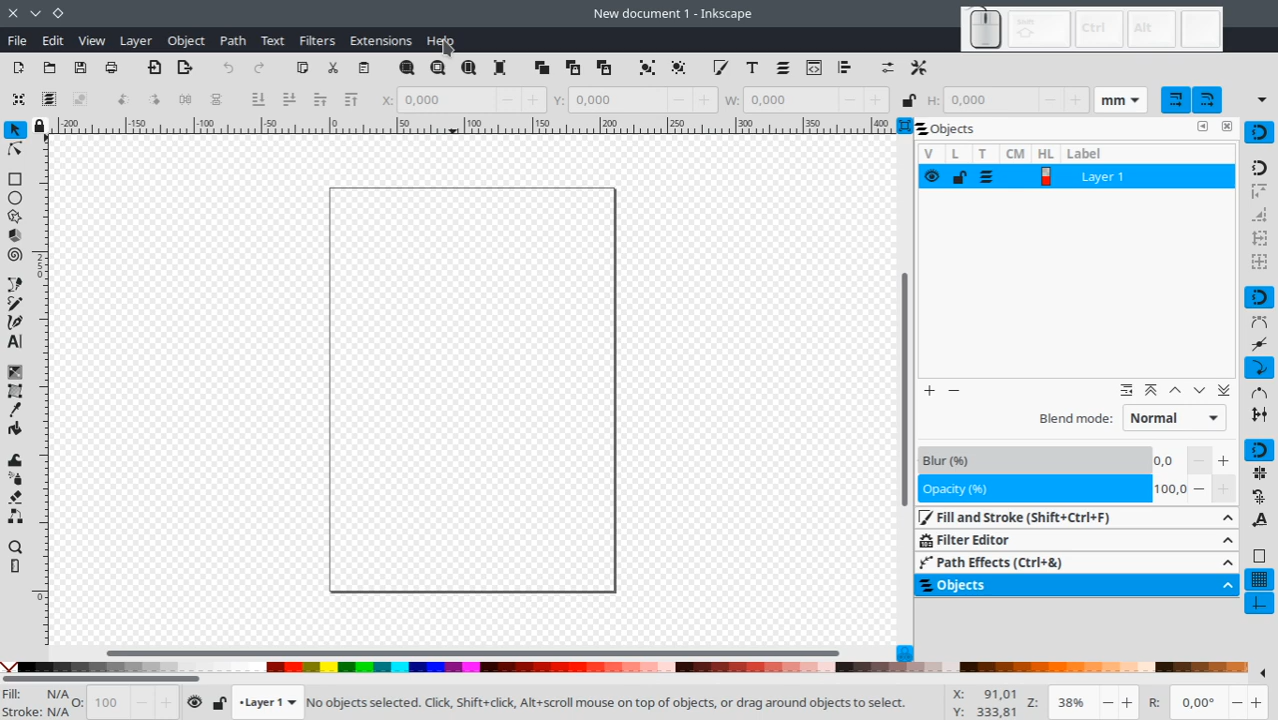 New document 1 - Inkscape
Shift Ctrl Alt
File Edit View Layer Object Path Text Filters Extensions Help
X: 0,000 Y: 0,000 W: 0,000 H: 0,000 mm
-200 -150 -100 -50 0 50 100 150 200 250 300 350 400
Objects
V L T CM HL Label
Layer 1
250
0
Blend mode: Normal
Blur (%) 0,0
Opacity (%) 100,0
Fill and Stroke (Shift+Ctrl+F)
Filter Editor
Path Effects (Ctrl+&)
Objects
Fill: N/A
Stroke: N/A
O: 100
•Layer 1
No objects selected. Click, Shift+click, Alt+scroll mouse on top of objects, or drag around objects to select.
X: 91,01
Y: 333,81
Z: 38%
R: 0,00°